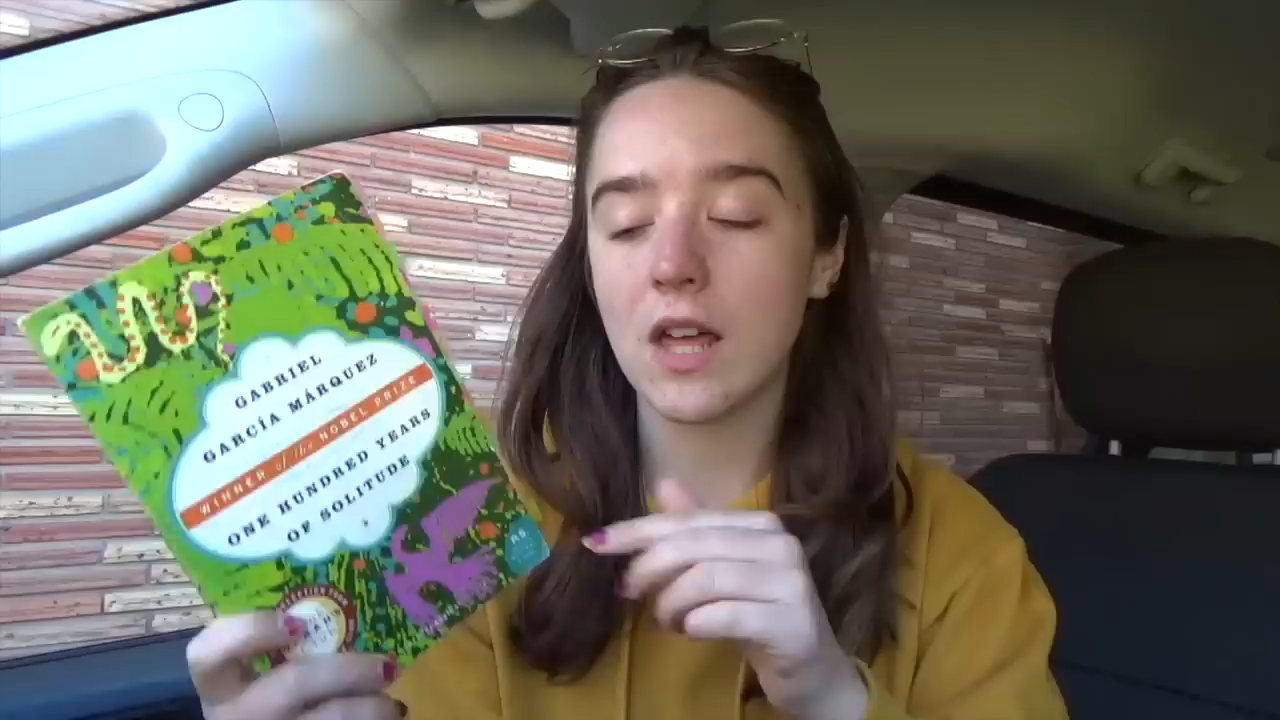 GABRIEL
GARCÍA MÁRQUEZ
WINNER of the NOBEL PRIZE
ONE HUNDRED YEARS
OF SOLITUDE